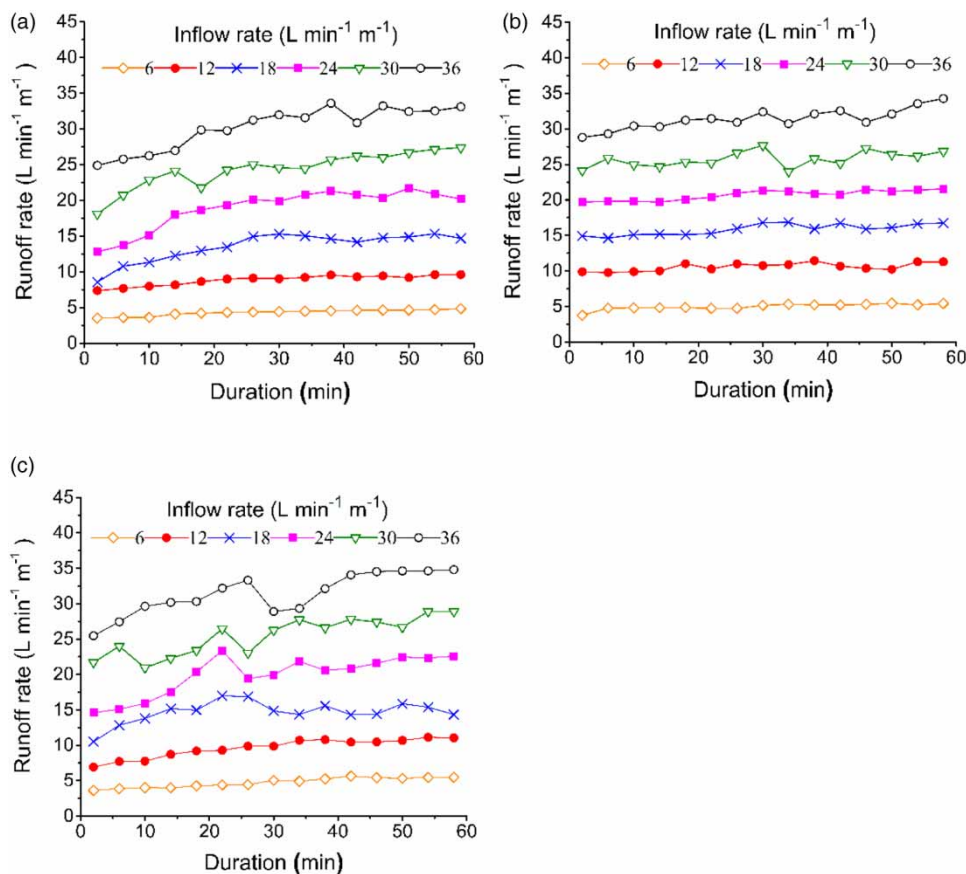 (a)
Inflow rate (L min⁻¹ m⁻¹)
6 12 18 24 30 36
45
40
35
30
25
20
15
10
5
0
Runoff rate (L min⁻¹ m⁻¹)
0 10 20 30 40 50 60
Duration (min)
(b)
Inflow rate (L min⁻¹ m⁻¹)
6 12 18 24 30 36
45
40
35
30
25
20
15
10
5
0
Runoff rate (L min⁻¹ m⁻¹)
0 10 20 30 40 50 60
Duration (min)
(c)
Inflow rate (L min⁻¹ m⁻¹)
6 12 18 24 30 36
45
40
35
30
25
20
15
10
5
0
Runoff rate (L min⁻¹ m⁻¹)
0 10 20 30 40 50 60
Duration (min)